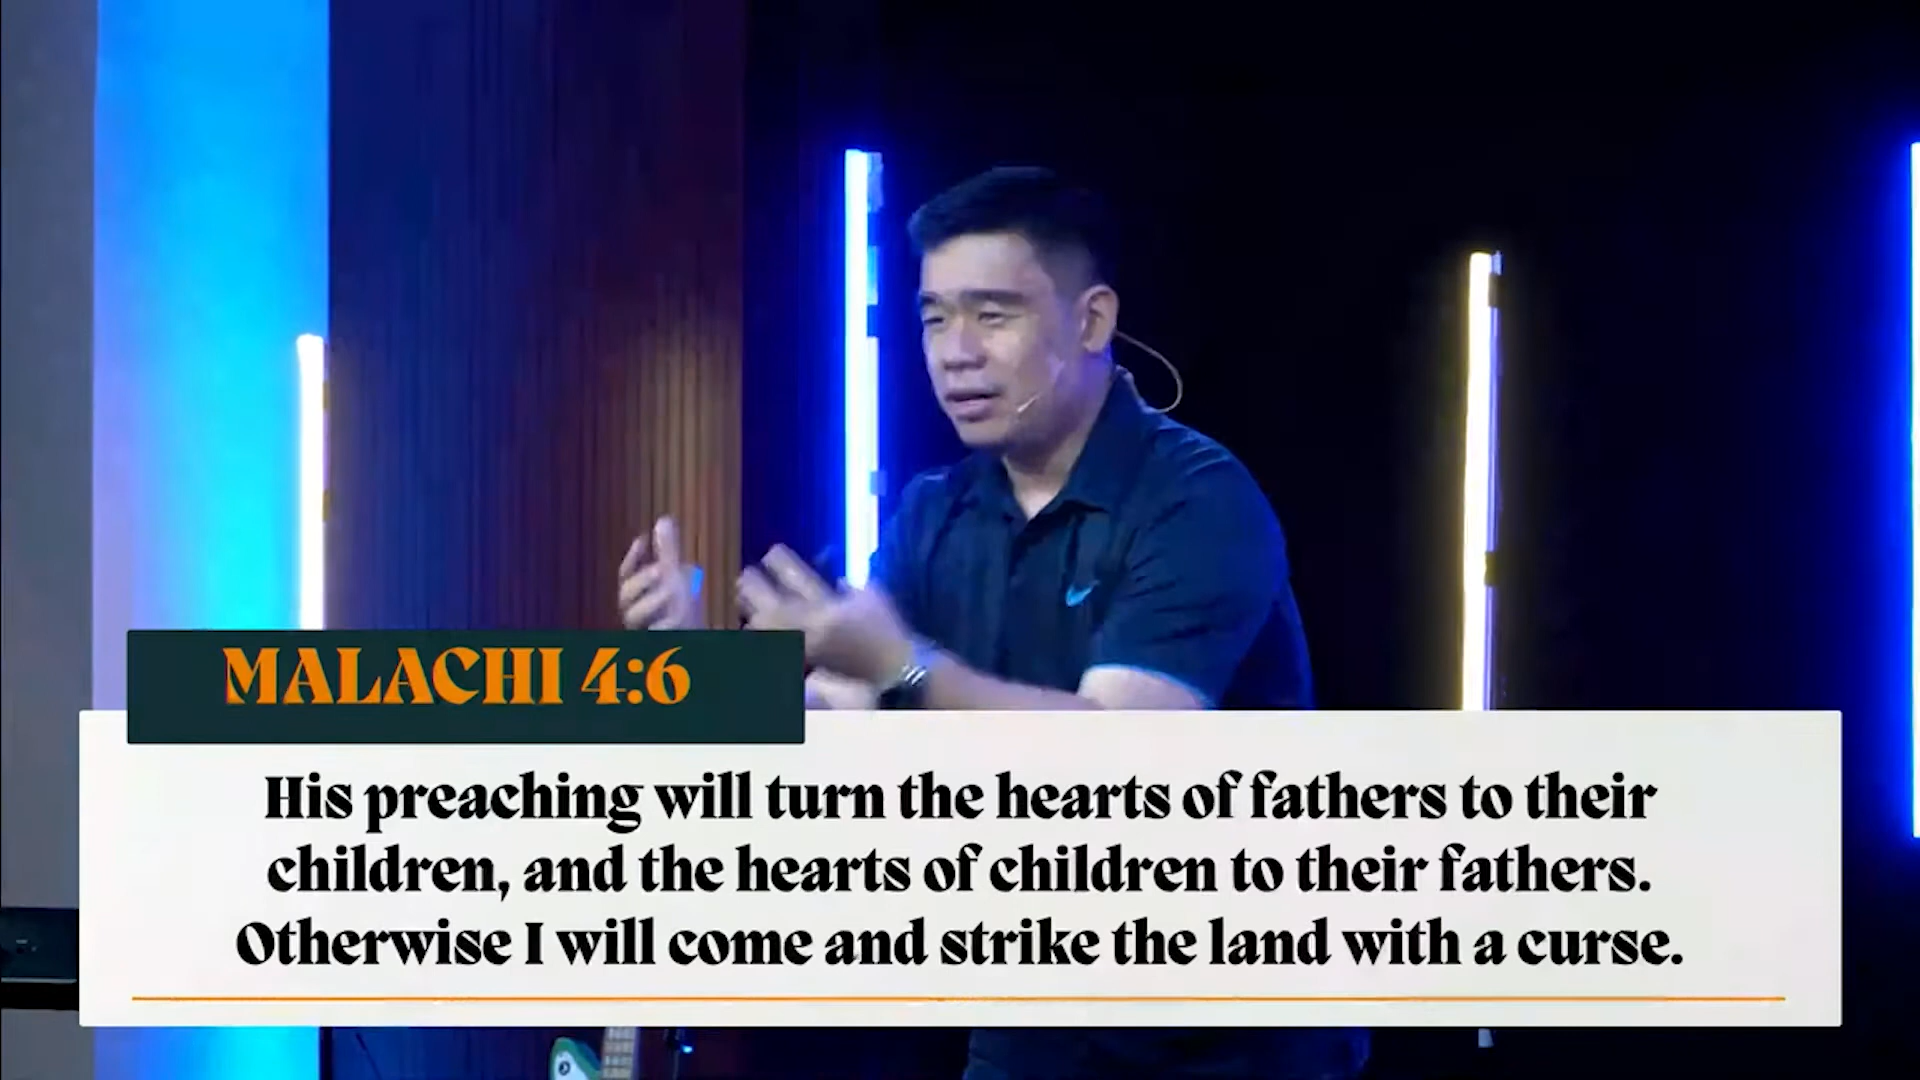 MALACHI 4:6
His preaching will turn the hearts of fathers to their
children, and the hearts of children to their fathers.
Otherwise I will come and strike the land with a curse.